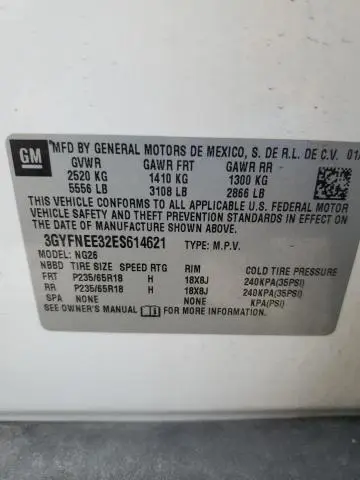 GM
MFD BY GENERAL MOTORS DE MEXICO, S. DE R.L. DE C.V. 01/
GVWR GAWR FRT GAWR RR
2520 KG 1410 KG 1300 KG
5556 LB 3108 LB 2866 LB
THIS VEHICLE CONFORMS TO ALL APPLICABLE U.S. FEDERAL
MOTOR VEHICLE SAFETY STANDARDS IN EFFECT ON
THE DATE OF MANUFACTURE SHOWN ABOVE.
3GYFNEE32ES614621 TYPE: M.P.V.
MODEL: NG26
NBBD TIRE SIZE SPEED RTG RIM COLD TIRE PRESSURE
FRT P235/65R18 H 18X8J 240KPA(35PSI)
RR P235/65R18 H 18X8J 240KPA(35PSI)
SPA NONE NONE KPA(PSI)
SEE OWNER'S MANUAL FOR MORE INFORMATION.